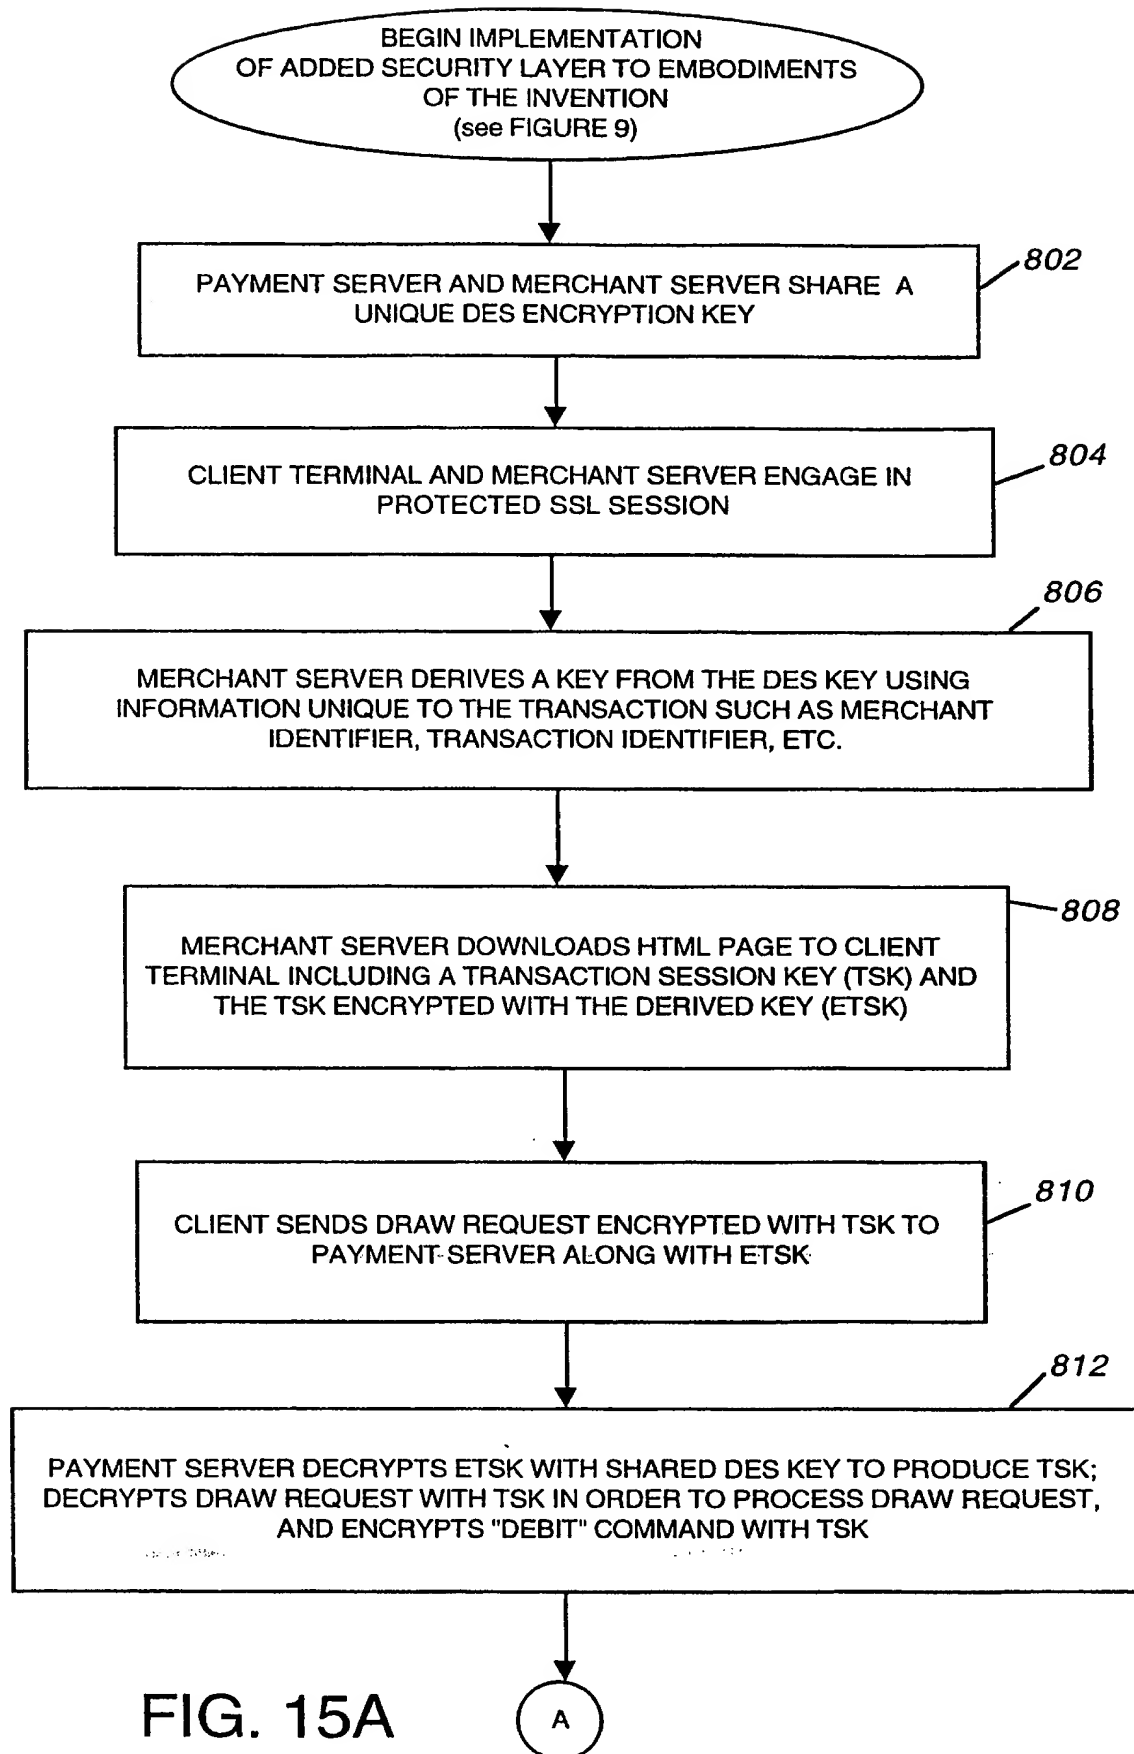 BEGIN IMPLEMENTATION
OF ADDED SECURITY LAYER TO EMBODIMENTS
OF THE INVENTION
(see FIGURE 9)
802
PAYMENT SERVER AND MERCHANT SERVER SHARE A
UNIQUE DES ENCRYPTION KEY
804
CLIENT TERMINAL AND MERCHANT SERVER ENGAGE IN
PROTECTED SSL SESSION
806
MERCHANT SERVER DERIVES A KEY FROM THE DES KEY USING
INFORMATION UNIQUE TO THE TRANSACTION SUCH AS MERCHANT
IDENTIFIER, TRANSACTION IDENTIFIER, ETC.
808
MERCHANT SERVER DOWNLOADS HTML PAGE TO CLIENT
TERMINAL INCLUDING A TRANSACTION SESSION KEY (TSK) AND
THE TSK ENCRYPTED WITH THE DERIVED KEY (ETSK)
810
CLIENT SENDS DRAW REQUEST ENCRYPTED WITH TSK TO
PAYMENT SERVER ALONG WITH ETSK
812
PAYMENT SERVER DECRYPTS ETSK WITH SHARED DES KEY TO PRODUCE TSK;
DECRYPTS DRAW REQUEST WITH TSK IN ORDER TO PROCESS DRAW REQUEST,
AND ENCRYPTS "DEBIT" COMMAND WITH TSK
FIG. 15A
A